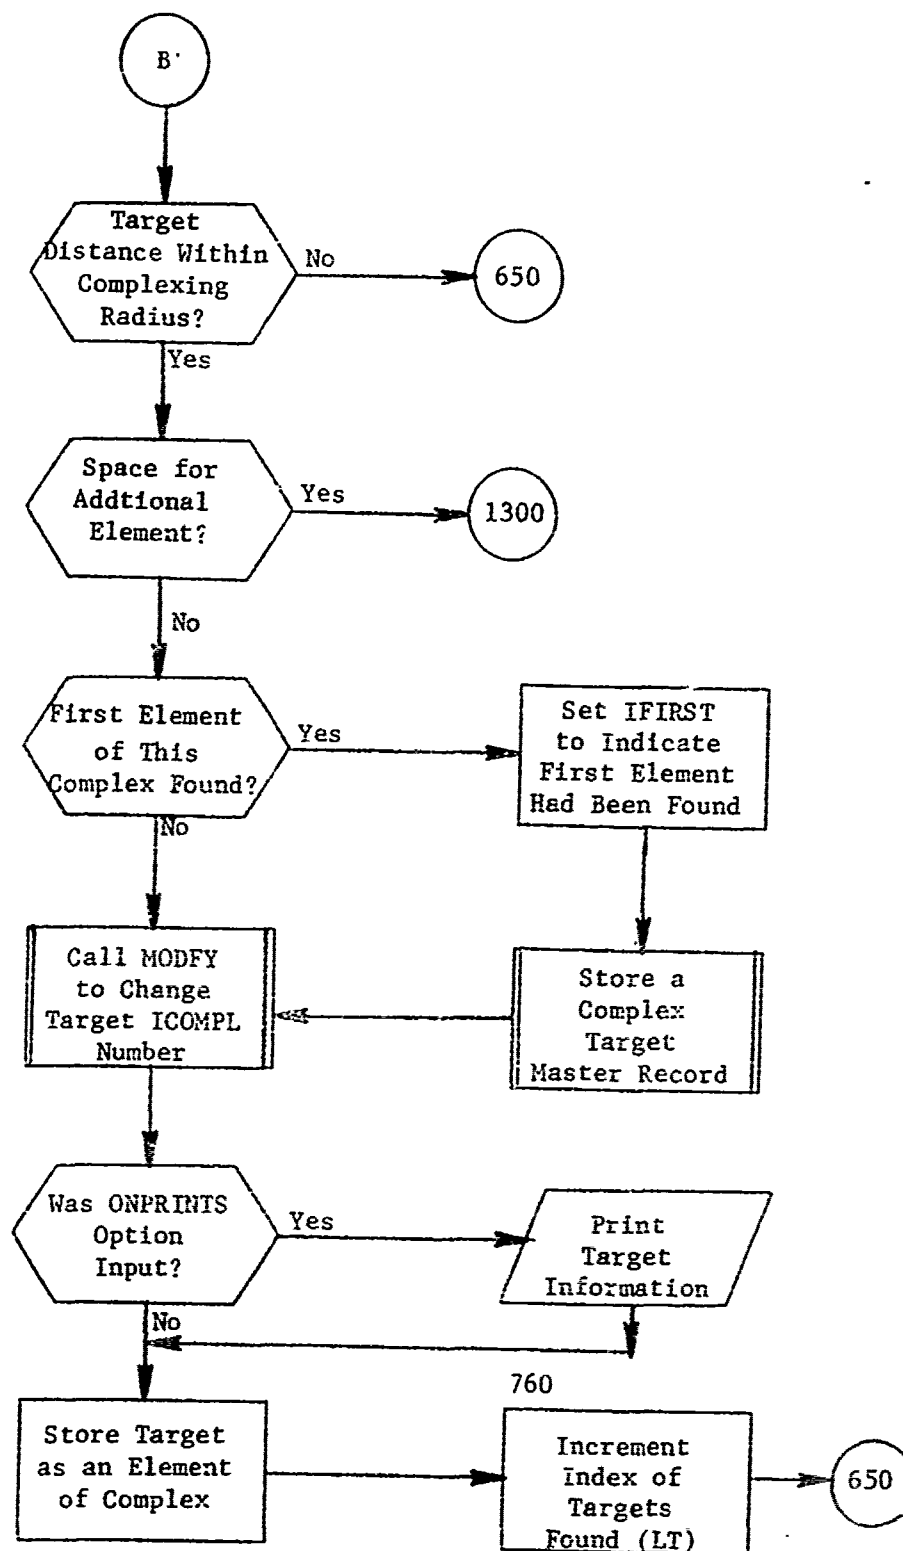 B
Target
Distance Within
Complexing
Radius?
No
650
Yes
Space for
Addtional
Element?
Yes
1300
No
First Element
of This
Complex Found?
Yes
Set IFIRST
to Indicate
First Element
Had Been Found
No
Call MODFY
to Change
Target ICOMPL
Number
Store a
Complex
Target
Master Record
Was ONPRINTS
Option
Input?
Yes
Print
Target
Information
No
760
Store Target
as an Element
of Complex
Increment
Index of
Targets
Found (LT)
650